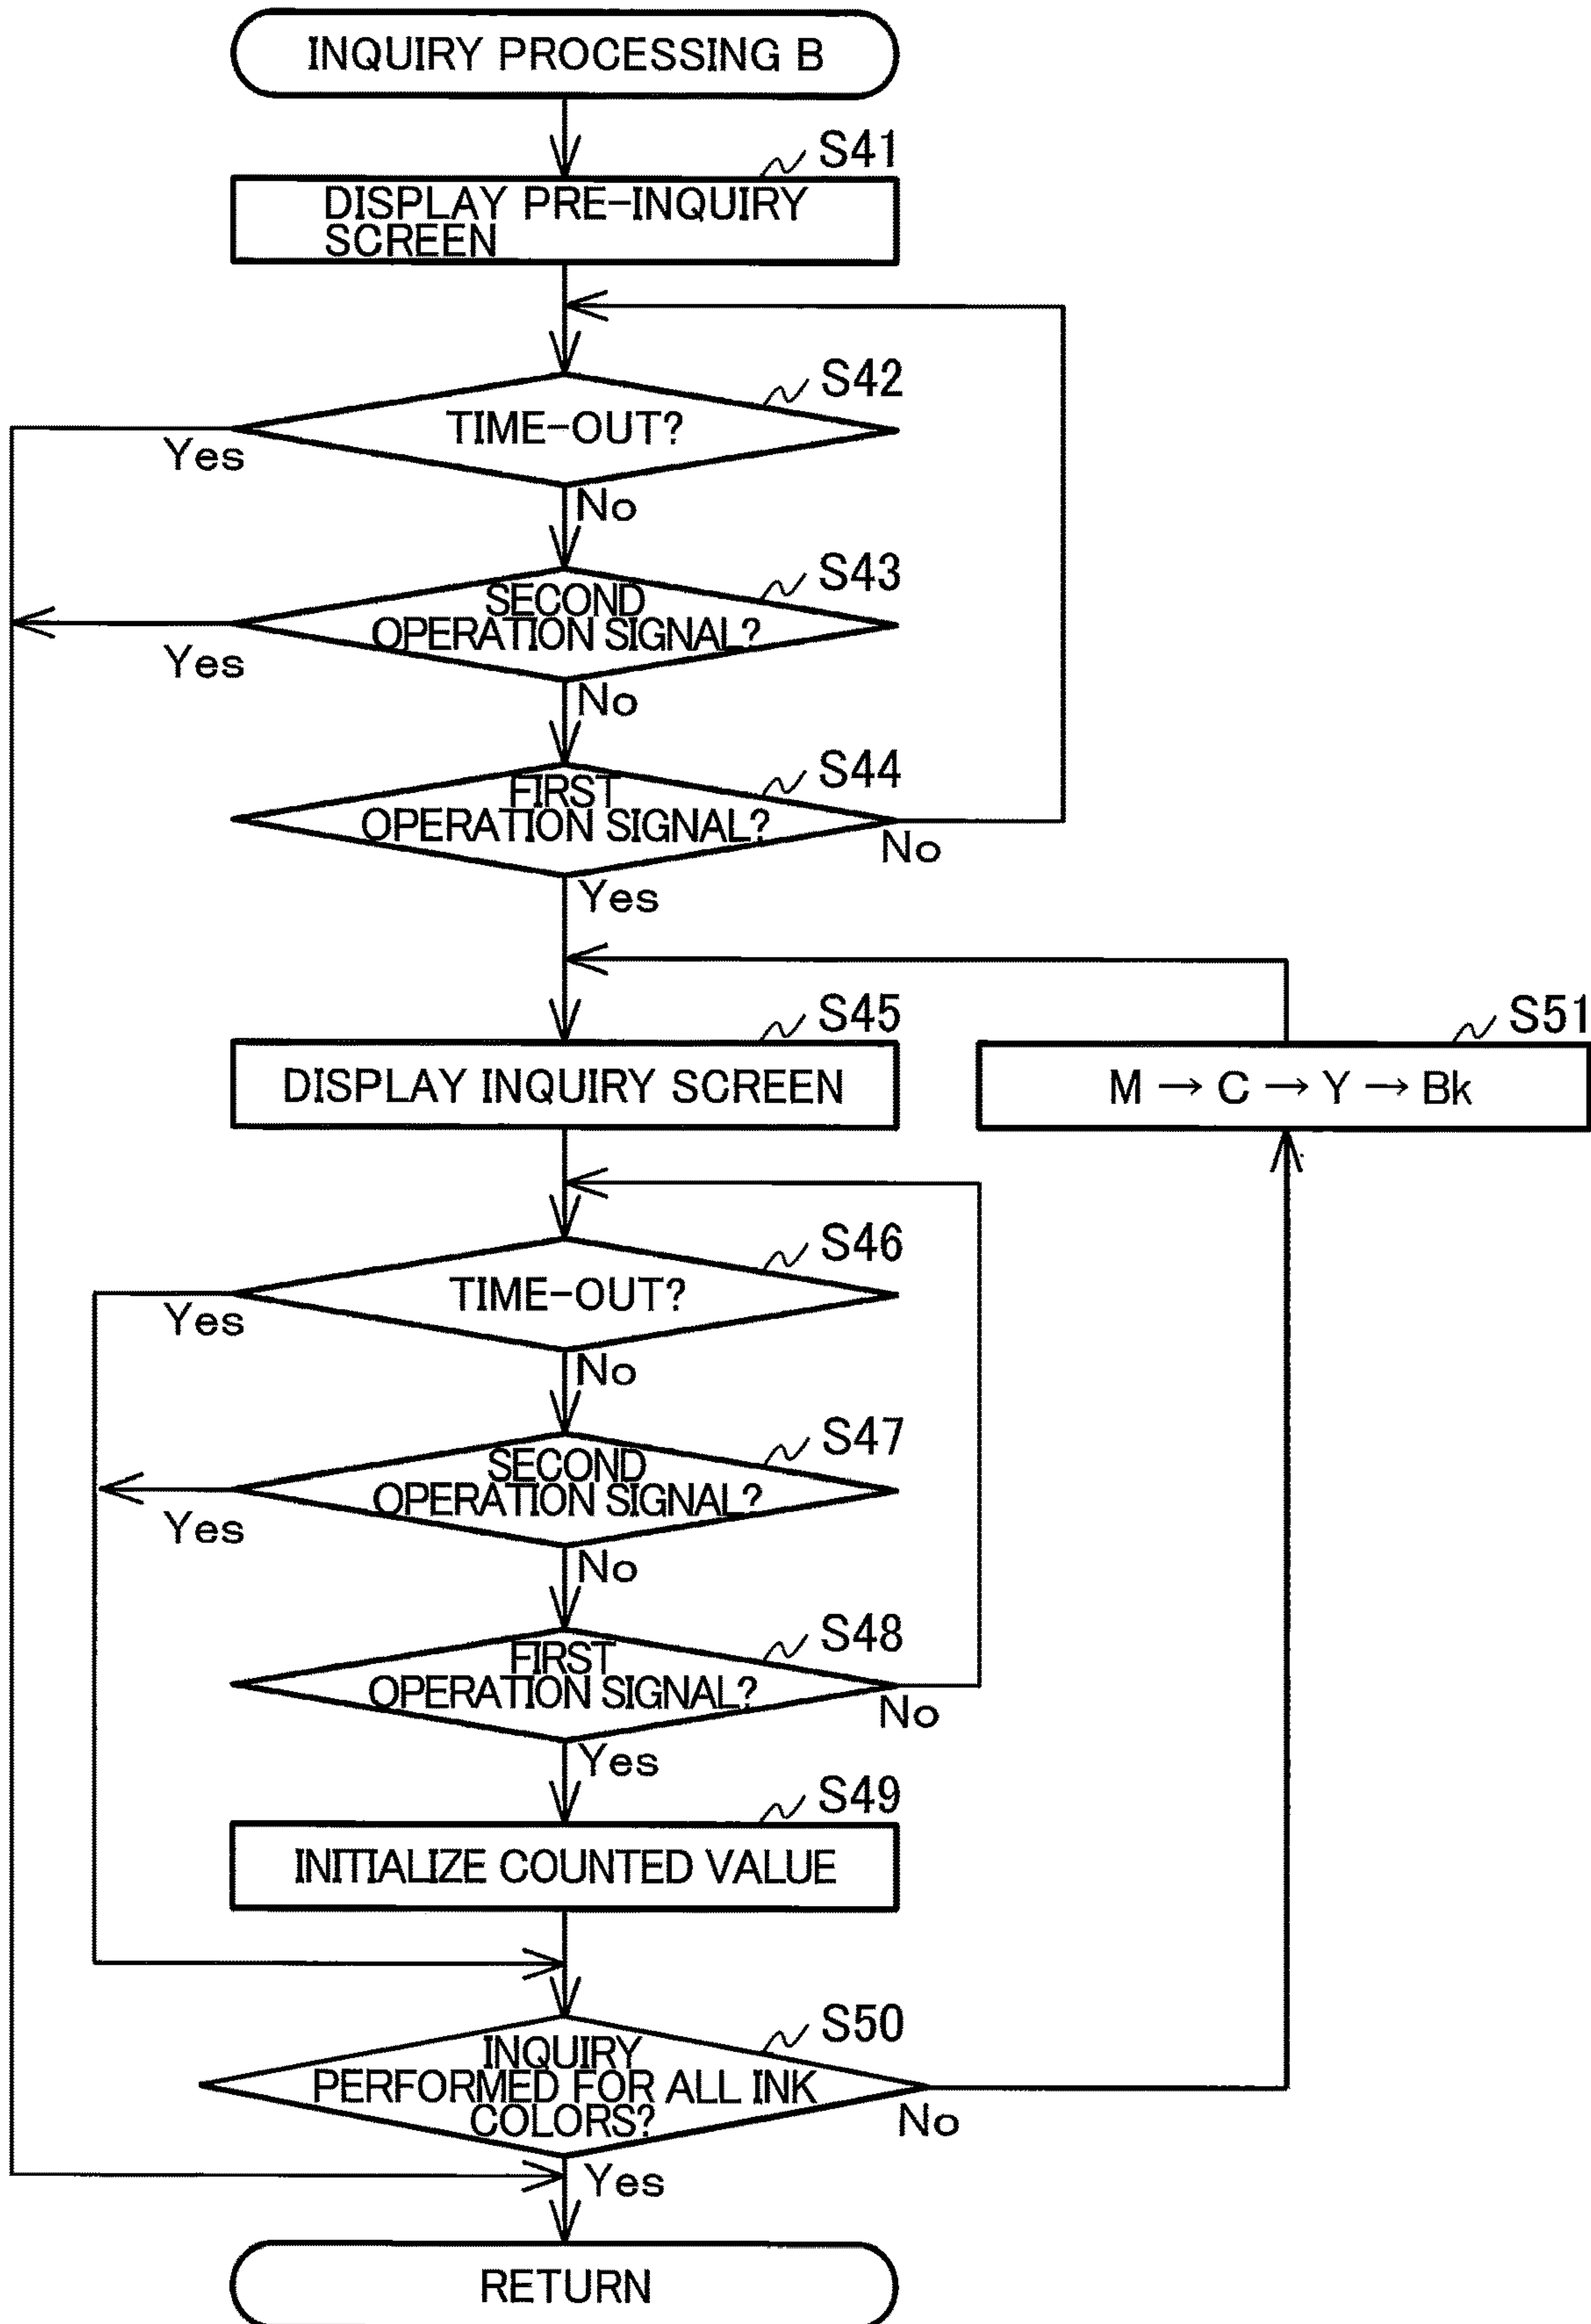 INQUIRY PROCESSING B
S41
DISPLAY PRE-INQUIRY
SCREEN
S42
TIME-OUT?
Yes
No
S43
SECOND
OPERATION SIGNAL?
Yes
No
S44
FIRST
OPERATION SIGNAL?
No
Yes
S45
DISPLAY INQUIRY SCREEN
S51
M → C → Y → Bk
S46
TIME-OUT?
Yes
No
S47
SECOND
OPERATION SIGNAL?
Yes
No
S48
FIRST
OPERATION SIGNAL?
No
Yes
S49
INITIALIZE COUNTED VALUE
S50
INQUIRY
PERFORMED FOR ALL INK
COLORS?
No
Yes
RETURN